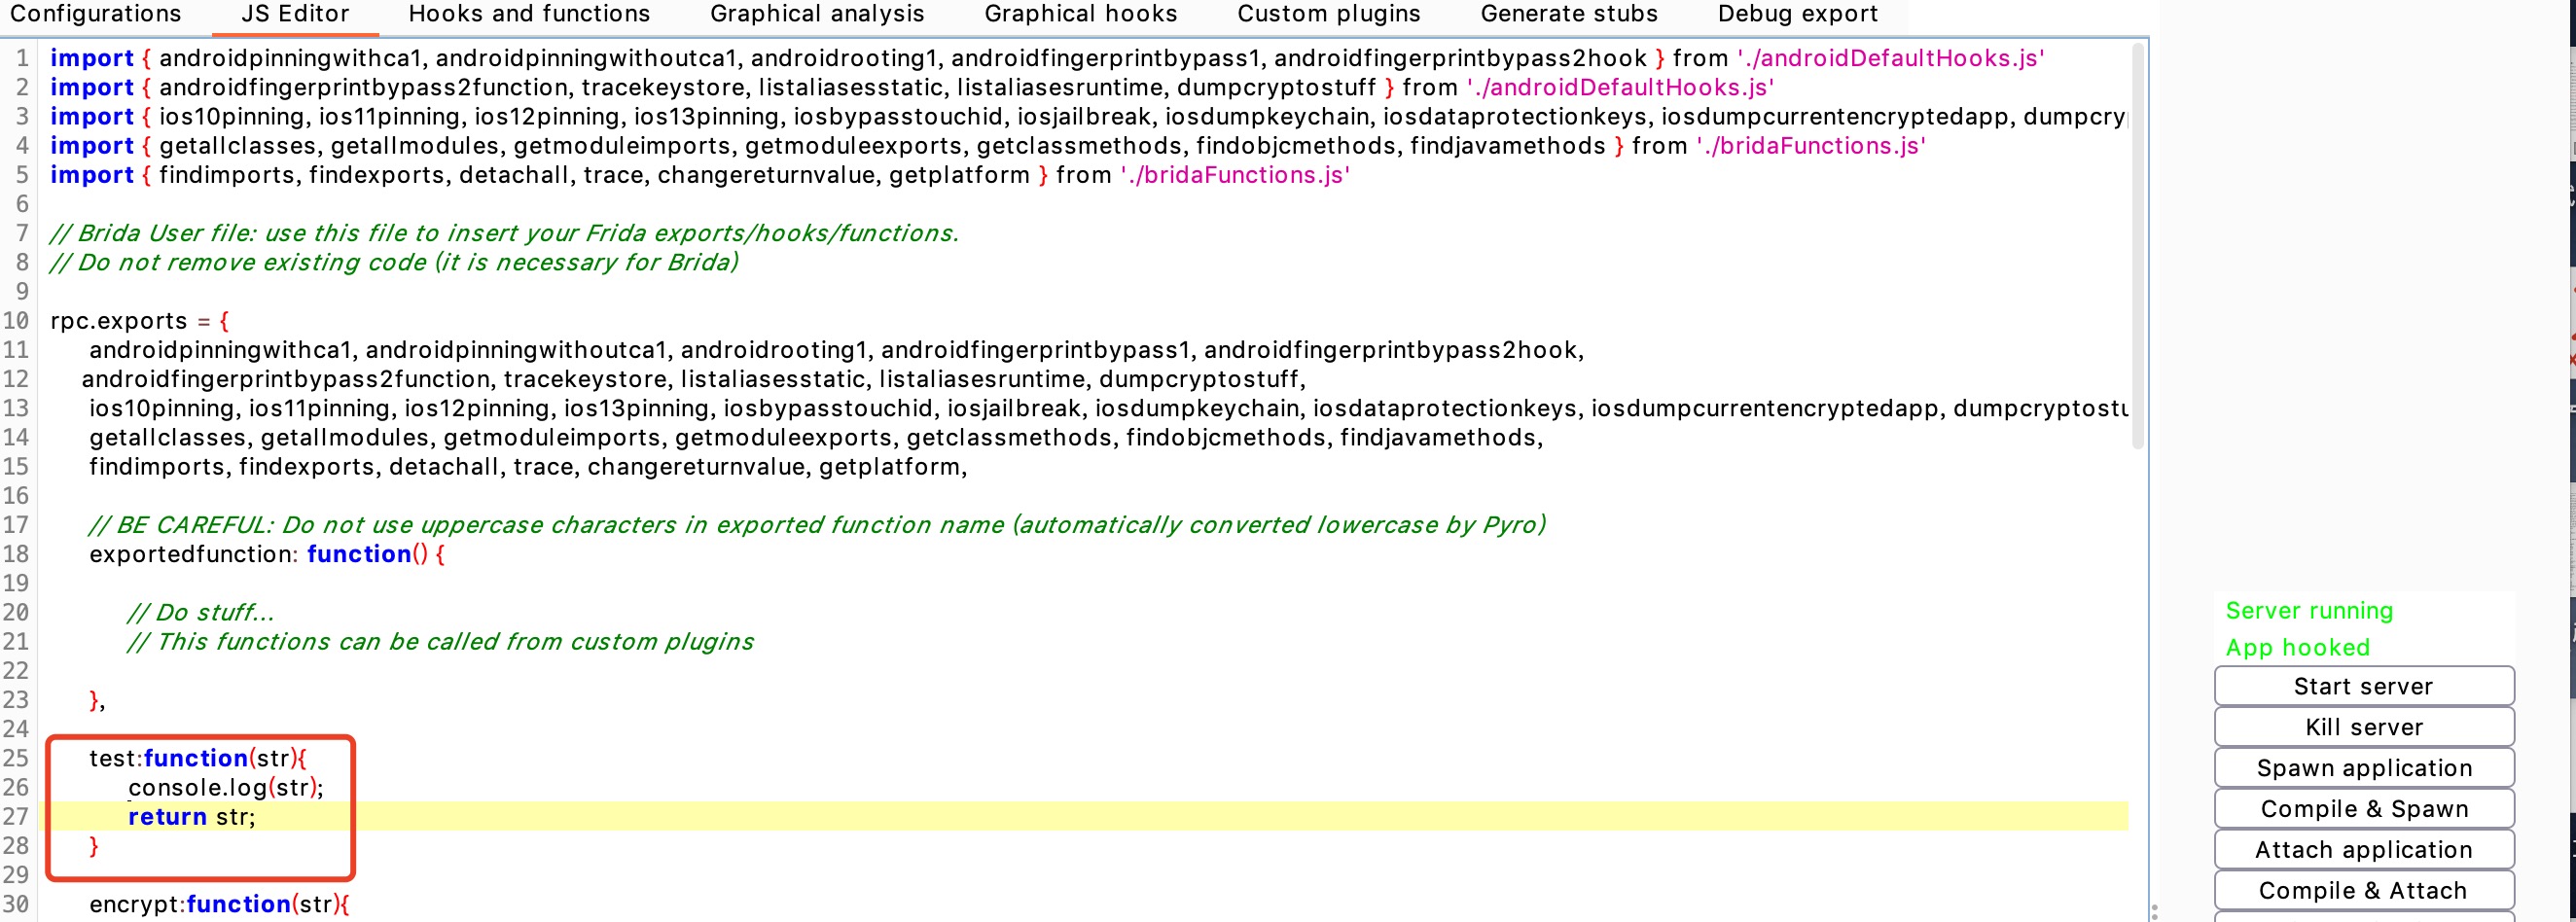 Configurations JS Editor Hooks and functions Graphical analysis Graphical hooks Custom plugins Generate stubs Debug export
1 import { androidpinningwithca1, androidpinningwithoutca1, androidrooting1, androidfingerprintbypass1, androidfingerprintbypass2hook } from './androidDefaultHooks.js'
2 import { androidfingerprintbypass2function, tracekeystore, listaliasesstatic, listaliasesruntime, dumpcryptostuff } from './androidDefaultHooks.js'
3 import { ios10pinning, ios11pinning, ios12pinning, ios13pinning, iosbypasstouchid, iosjailbreak, iosdumpkeychain, iosdataprotectionkeys, iosdumpcurrentencryptedapp, dumpcry
4 import { getallclasses, getallmodules, getmoduleimports, getmoduleexports, getclassmethods, findobjcmethods, findjavamethods } from './bridaFunctions.js'
5 import { findimports, findexports, detachall, trace, changereturnvalue, getplatform } from './bridaFunctions.js'
6
7 // Brida User file: use this file to insert your Frida exports/hooks/functions.
8 // Do not remove existing code (it is necessary for Brida)
9
10 rpc.exports = {
11 androidpinningwithca1, androidpinningwithoutca1, androidrooting1, androidfingerprintbypass1, androidfingerprintbypass2hook,
12 androidfingerprintbypass2function, tracekeystore, listaliasesstatic, listaliasesruntime, dumpcryptostuff,
13 ios10pinning, ios11pinning, ios12pinning, ios13pinning, iosbypasstouchid, iosjailbreak, iosdumpkeychain, iosdataprotectionkeys, iosdumpcurrentencryptedapp, dumpcryptostu
14 getallclasses, getallmodules, getmoduleimports, getmoduleexports, getclassmethods, findobjcmethods, findjavamethods,
15 findimports, findexports, detachall, trace, changereturnvalue, getplatform,
16
17 // BE CAREFUL: Do not use uppercase characters in exported function name (automatically converted lowercase by Pyro)
18 exportedfunction: function() {
19
20 // Do stuff...
21 // This functions can be called from custom plugins
22
23 },
24
25 test:function(str){
26 console.log(str);
27 return str;
28 }
29
30 encrypt:function(str){
Server running
App hooked
Start server
Kill server
Spawn application
Compile & Spawn
Attach application
Compile & Attach